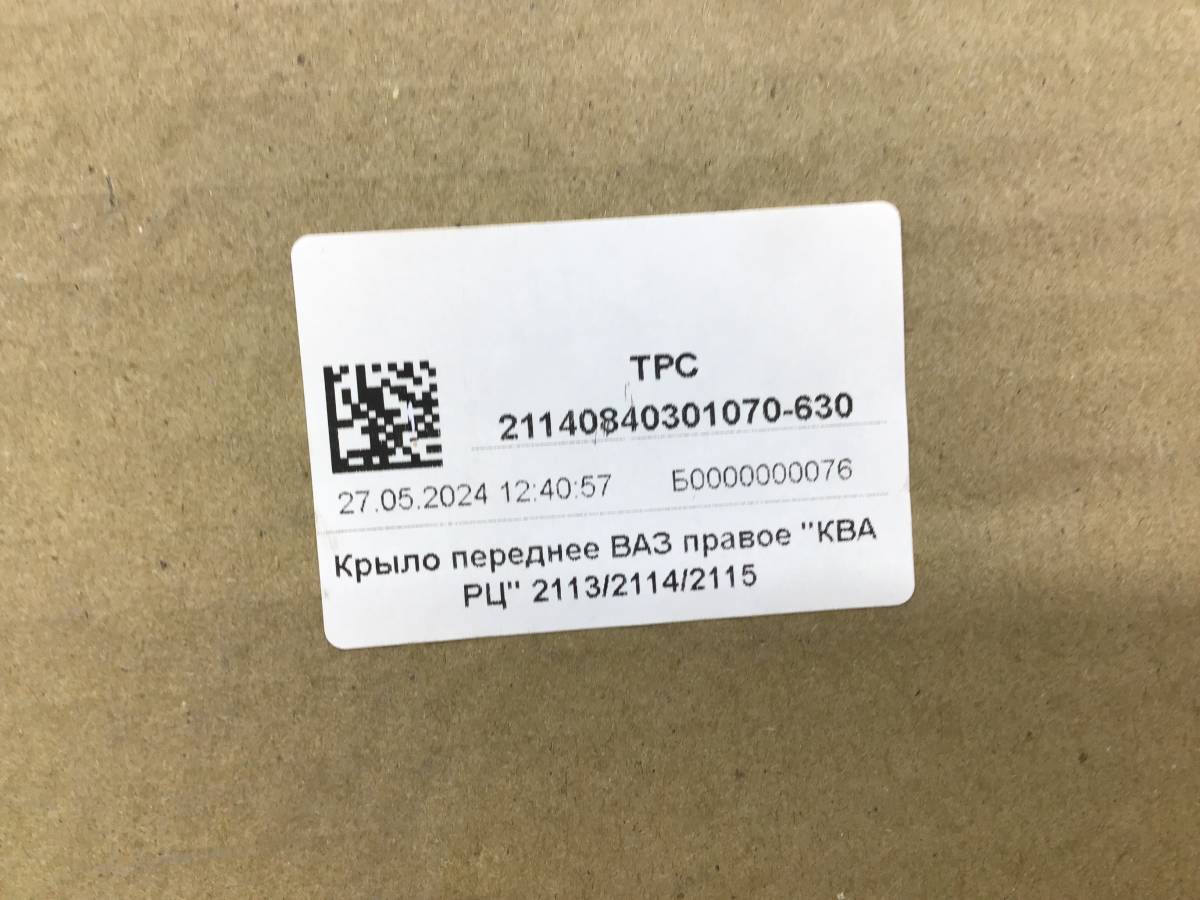 ТРС
21140840301070-630
27.05.2024 12:40:57 Б0000000076
Крыло переднее ВАЗ правое "КВА
РЦ" 2113/2114/2115